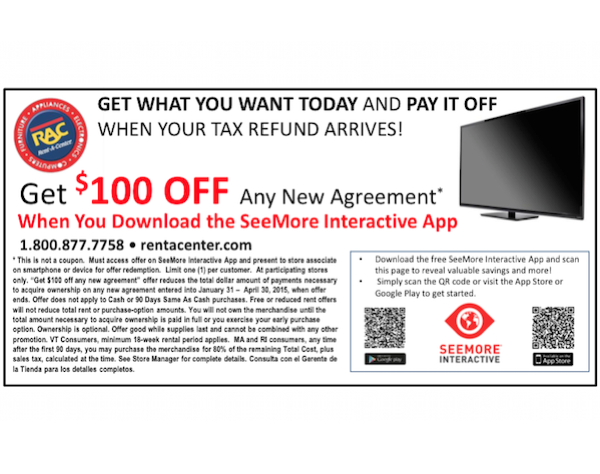 GET WHAT YOU WANT TODAY AND PAY IT OFF
WHEN YOUR TAX REFUND ARRIVES!
FURNITURE • APPLIANCES • ELECTRONICS • COMPUTERS •
RAC
Rent-A-Center
Get $100 OFF Any New Agreement*
When You Download the SeeMore Interactive App
1.800.877.7758 • rentacenter.com
* This is not a coupon. Must access offer on SeeMore Interactive App and present to store associate
on smartphone or device for offer redemption. Limit one (1) per customer. At participating stores
only. "Get $100 off any new agreement" offer reduces the total dollar amount of payments necessary
to acquire ownership on any new agreement entered into January 31 – April 30, 2015, when offer
ends. Offer does not apply to Cash or 90 Days Same As Cash purchases. Free or reduced rent offers
will not reduce total rent or purchase-option amounts. You will not own the merchandise until the
total amount necessary to acquire ownership is paid in full or you exercise your early purchase
option. Ownership is optional. Offer good while supplies last and cannot be combined with any other
promotion. VT Consumers, minimum 18-week rental period applies. MA and RI consumers, any time
after the first 90 days, you may purchase the merchandise for 80% of the remaining Total Cost, plus
sales tax, calculated at the time. See Store Manager for complete details. Consulta con el Gerente de
la Tienda para los detalles completos.
• Download the free SeeMore Interactive App and scan
this page to reveal valuable savings and more!
• Simply scan the QR code or visit the App Store or
Google Play to get started.
Google play
SEEMORE
INTERACTIVE
Available on the
App Store